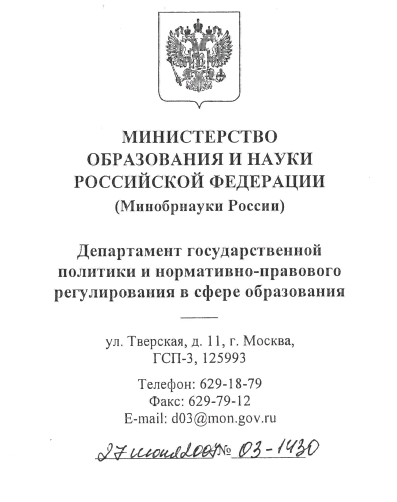 МИНИСТЕРСТВО
ОБРАЗОВАНИЯ И НАУКИ
РОССИЙСКОЙ ФЕДЕРАЦИИ
(Минобрнауки России)
Департамент государственной
политики и нормативно-правового
регулирования в сфере образования
ул. Тверская, д. 11, г. Москва,
ГСП-3, 125993
Телефон: 629-18-79
Факс: 629-79-12
E-mail: d03@mon.gov.ru
27 № 03-1430